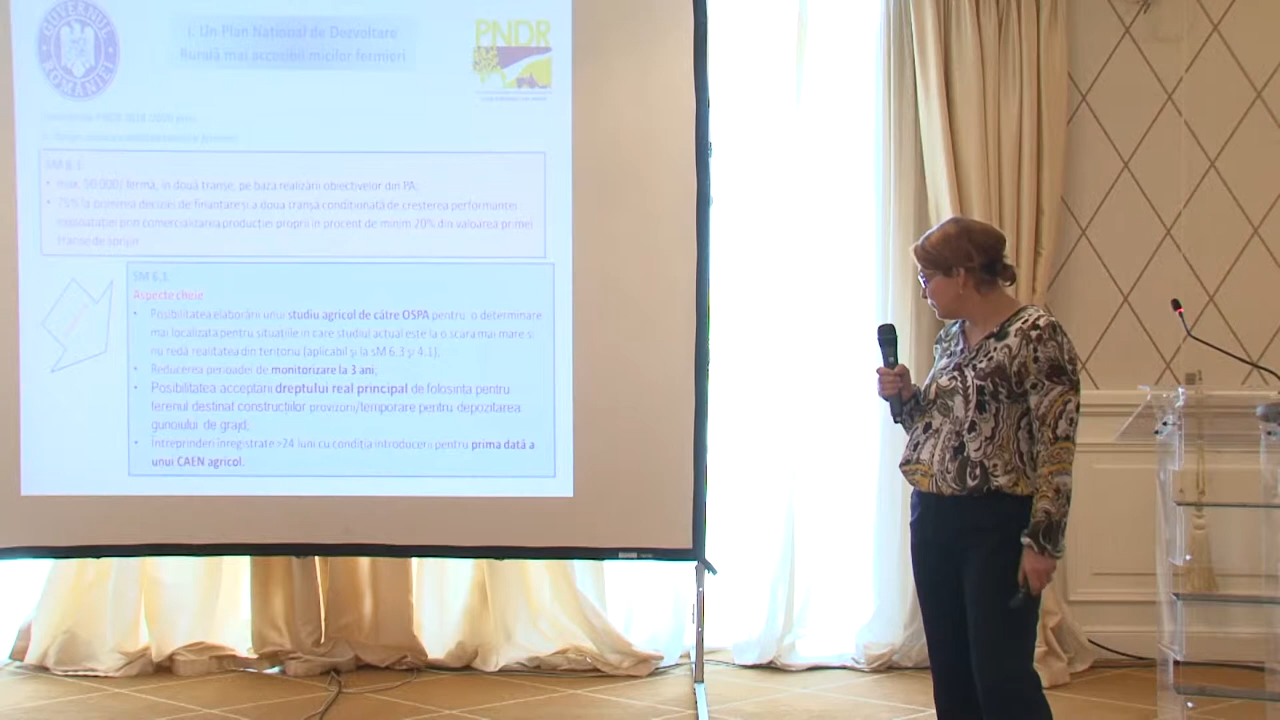 GUVERNUL ROMÂNIEI
I. Un Plan Național de Dezvoltare
Rurală mai accesibil micilor fermieri
PNDR
SM 6.3
• max. 50.000/ fermă, în două tranșe, pe baza realizării obiectivelor din PA;
• 75% la primirea deciziei de finanțare și a doua tranșă condiționată de creșterea performanței
exploatației prin comercializarea producției proprii în procent de minim 20% din valoarea primei
tranșe de sprijin
SM 6.1
Aspecte cheie
• Posibilitatea elaborării unui studiu agricol de către OSPA pentru o determinare
mai localizată pentru situațiile în care studiul actual este la o scară mai mare și
nu redă realitatea din teritoriu (aplicabil și la sM 6.3 și 4.1);
• Reducerea perioadei de monitorizare la 3 ani;
• Posibilitatea acceptării dreptului real principal de folosința pentru
terenul destinat construcțiilor provizorii/temporare pentru depozitarea
gunoiului de grajd;
• Întreprinderi înregistrate >24 luni cu condiția introducerii pentru prima dată a
unui CAEN agricol.